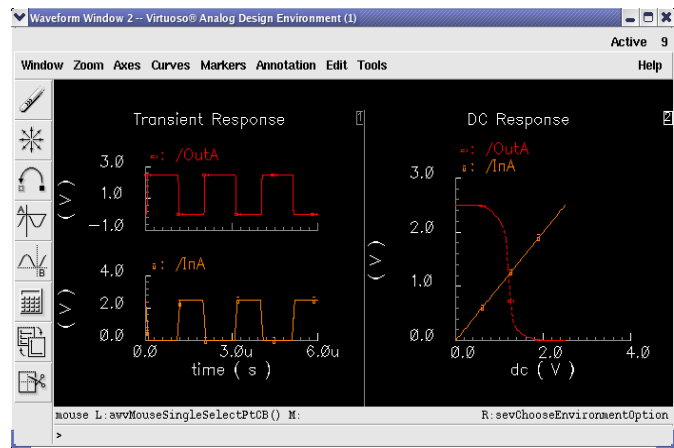 Waveform Window 2 -- Virtuoso® Analog Design Environment (1)
Active 9
Window Zoom Axes Curves Markers Annotation Edit Tools Help
Transient Response
1
: /OutA
3.0
1.0
-1.0
(V)
: /InA
4.0
2.0
0.0
(V)
0.0 3.0u 6.0u
time ( s )
DC Response
2
: /OutA
: /InA
3.0
2.0
1.0
0.0
(V)
0.0 2.0 4.0
dc ( V )
A
B
mouse L:awvMouseSingleSelectPtCB() M: R:sevChooseEnvironmentOption
>